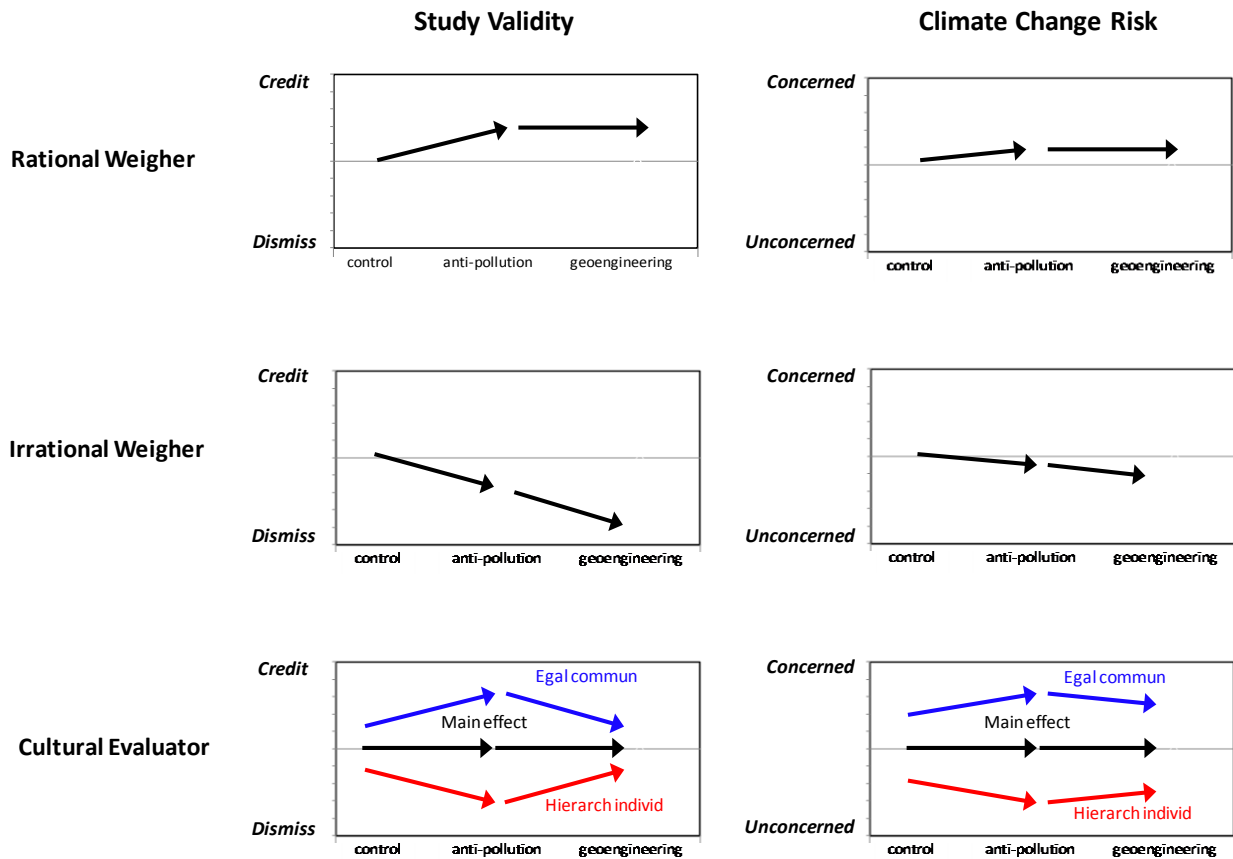 Study Validity
Climate Change Risk
Rational Weigher
Credit
Dismiss
control anti-pollution geoengineering
Concerned
Unconcerned
control anti-pollution geoengineering
Irrational Weigher
Credit
Dismiss
control anti-pollution geoengineering
Concerned
Unconcerned
control anti-pollution geoengineering
Cultural Evaluator
Credit
Egal commun
Main effect
Hierarch individ
Dismiss
control anti-pollution geoengineering
Concerned
Egal commun
Main effect
Hierarch individ
Unconcerned
control anti-pollution geoengineering